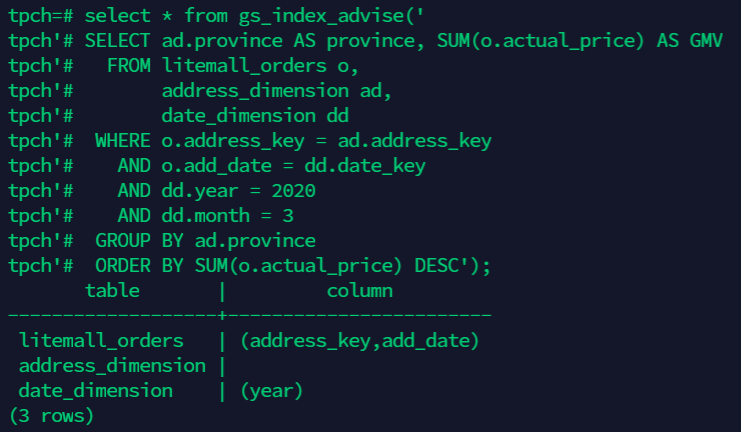 tpch=# select * from gs_index_advise('
tpch'# SELECT ad.province AS province, SUM(o.actual_price) AS GMV
tpch'#   FROM litemall_orders o,
tpch'#        address_dimension ad,
tpch'#        date_dimension dd
tpch'#  WHERE o.address_key = ad.address_key
tpch'#    AND o.add_date = dd.date_key
tpch'#    AND dd.year = 2020
tpch'#    AND dd.month = 3
tpch'#  GROUP BY ad.province
tpch'#  ORDER BY SUM(o.actual_price) DESC');
       table       |         column
-------------------+------------------------
 litemall_orders   | (address_key,add_date)
 address_dimension |
 date_dimension    | (year)
(3 rows)